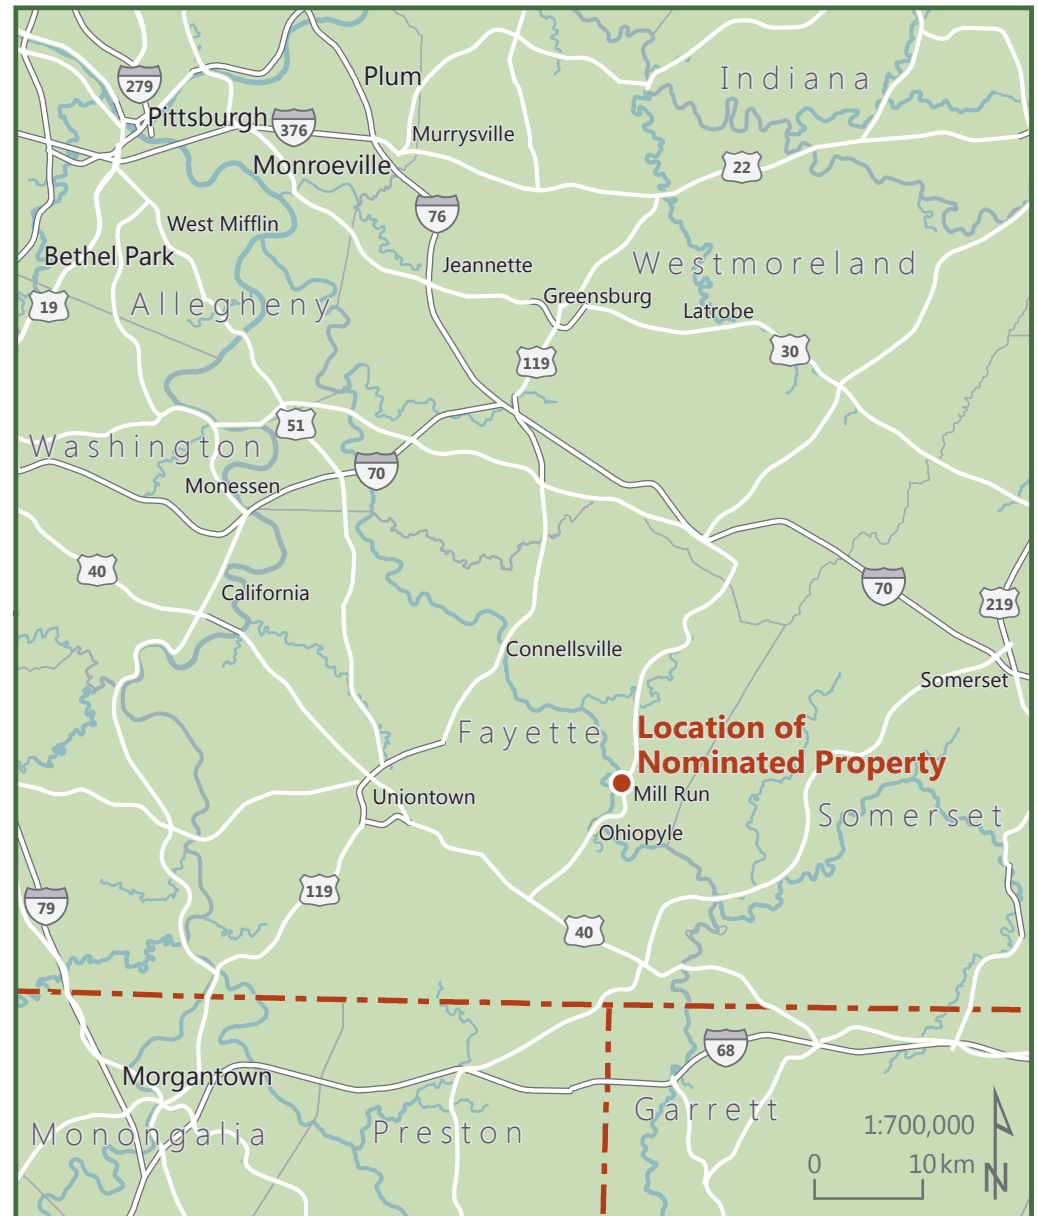 Plum
Indiana
279
Pittsburgh
376
Murrysville
Monroeville
22
76
West Mifflin
Bethel Park
Jeannette
Westmoreland
19
Allegheny
Greensburg
Latrobe
119
30
51
Washington
70
Monessen
40
California
70
219
Connellsville
Somerset
Fayette
Location of
Nominated Property
Mill Run
Uniontown
Ohiopyle
Somerset
119
79
40
68
Morgantown
Garrett
Monongalia
Preston
1:700,000
0
10 km
N